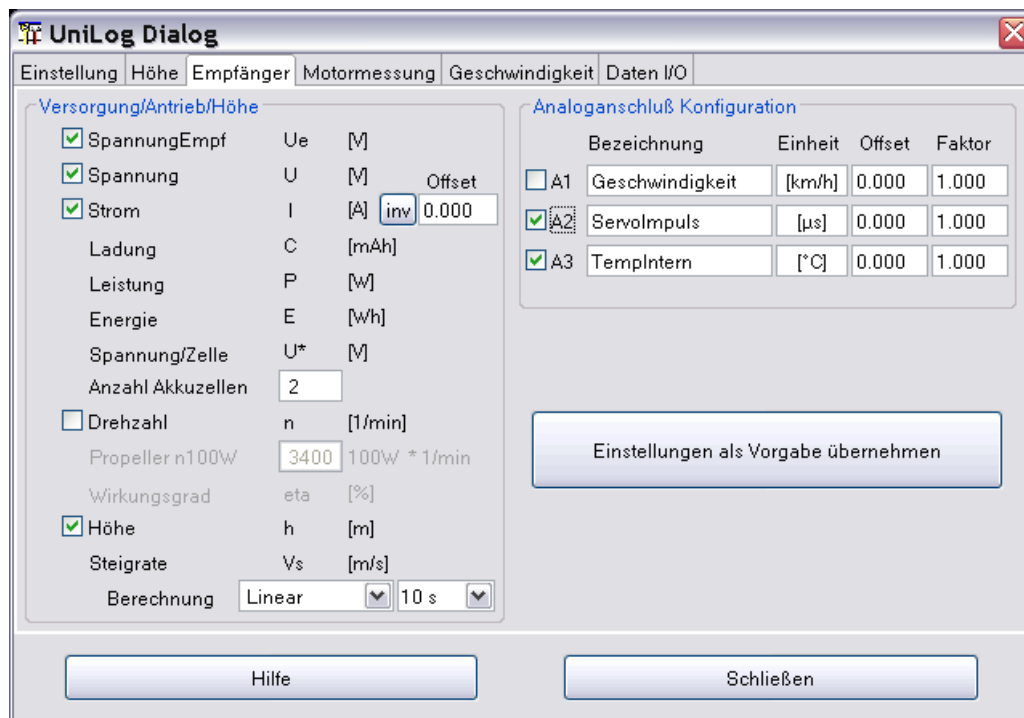 UniLog Dialog
Einstellung Höhe Empfänger Motormessung Geschwindigkeit Daten I/O
Versorgung/Antrieb/Höhe
SpannungEmpf Ue [V]
Spannung U [V] Offset
Strom I [A] inv 0.000
Ladung C [mAh]
Leistung P [W]
Energie E [Wh]
Spannung/Zelle U* [V]
Anzahl Akkuzellen 2
Drehzahl n [1/min]
Propeller n100W 3400 100W * 1/min
Wirkungsgrad eta [%]
Höhe h [m]
Steigrate Vs [m/s]
Berechnung Linear 10 s
Analoganschluß Konfiguration
Bezeichnung Einheit Offset Faktor
A1 Geschwindigkeit [km/h] 0.000 1.000
A2 ServoImpuls [µs] 0.000 1.000
A3 TempIntern [°C] 0.000 1.000
Einstellungen als Vorgabe übernehmen
Hilfe Schließen